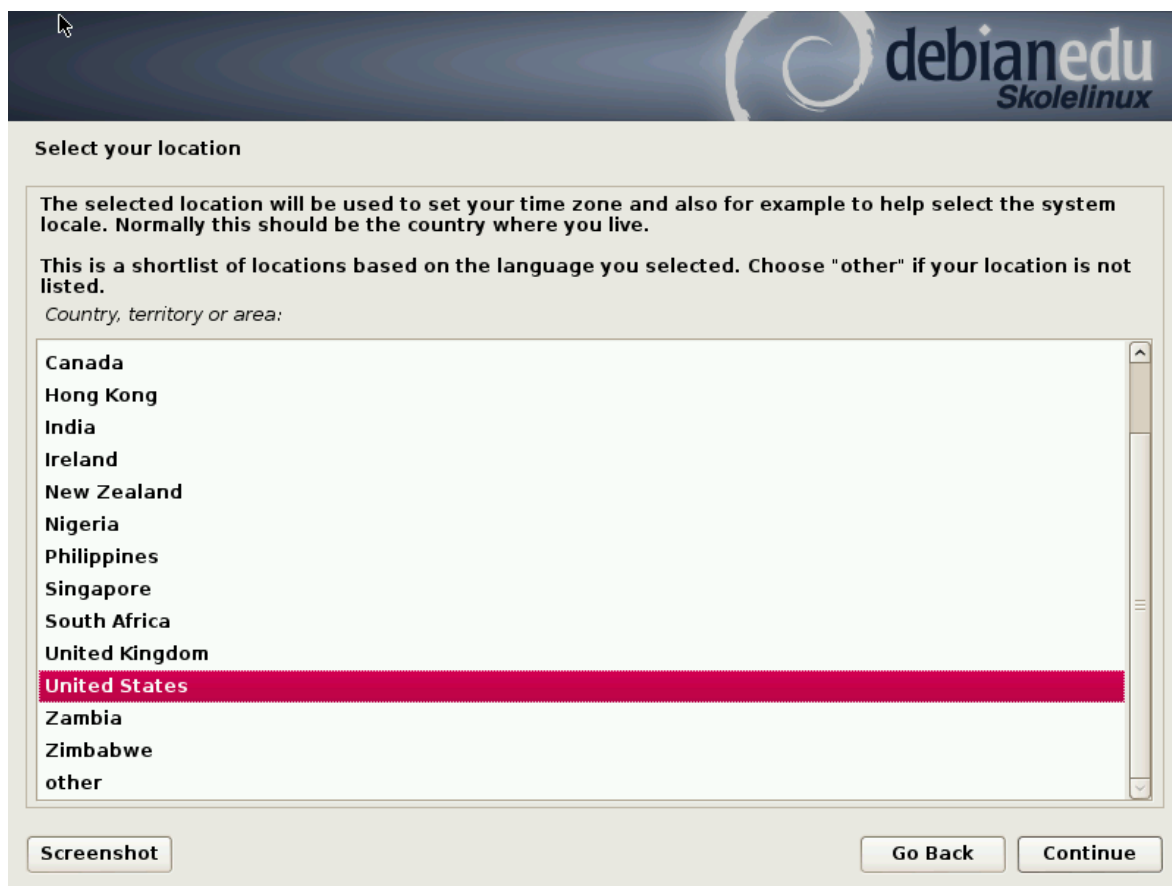 debianedu
Skolelinux
Select your location
The selected location will be used to set your time zone and also for example to help select the system
locale. Normally this should be the country where you live.
This is a shortlist of locations based on the language you selected. Choose "other" if your location is not
listed.
Country, territory or area:
Canada
Hong Kong
India
Ireland
New Zealand
Nigeria
Philippines
Singapore
South Africa
United Kingdom
United States
Zambia
Zimbabwe
other
Screenshot
Go Back
Continue